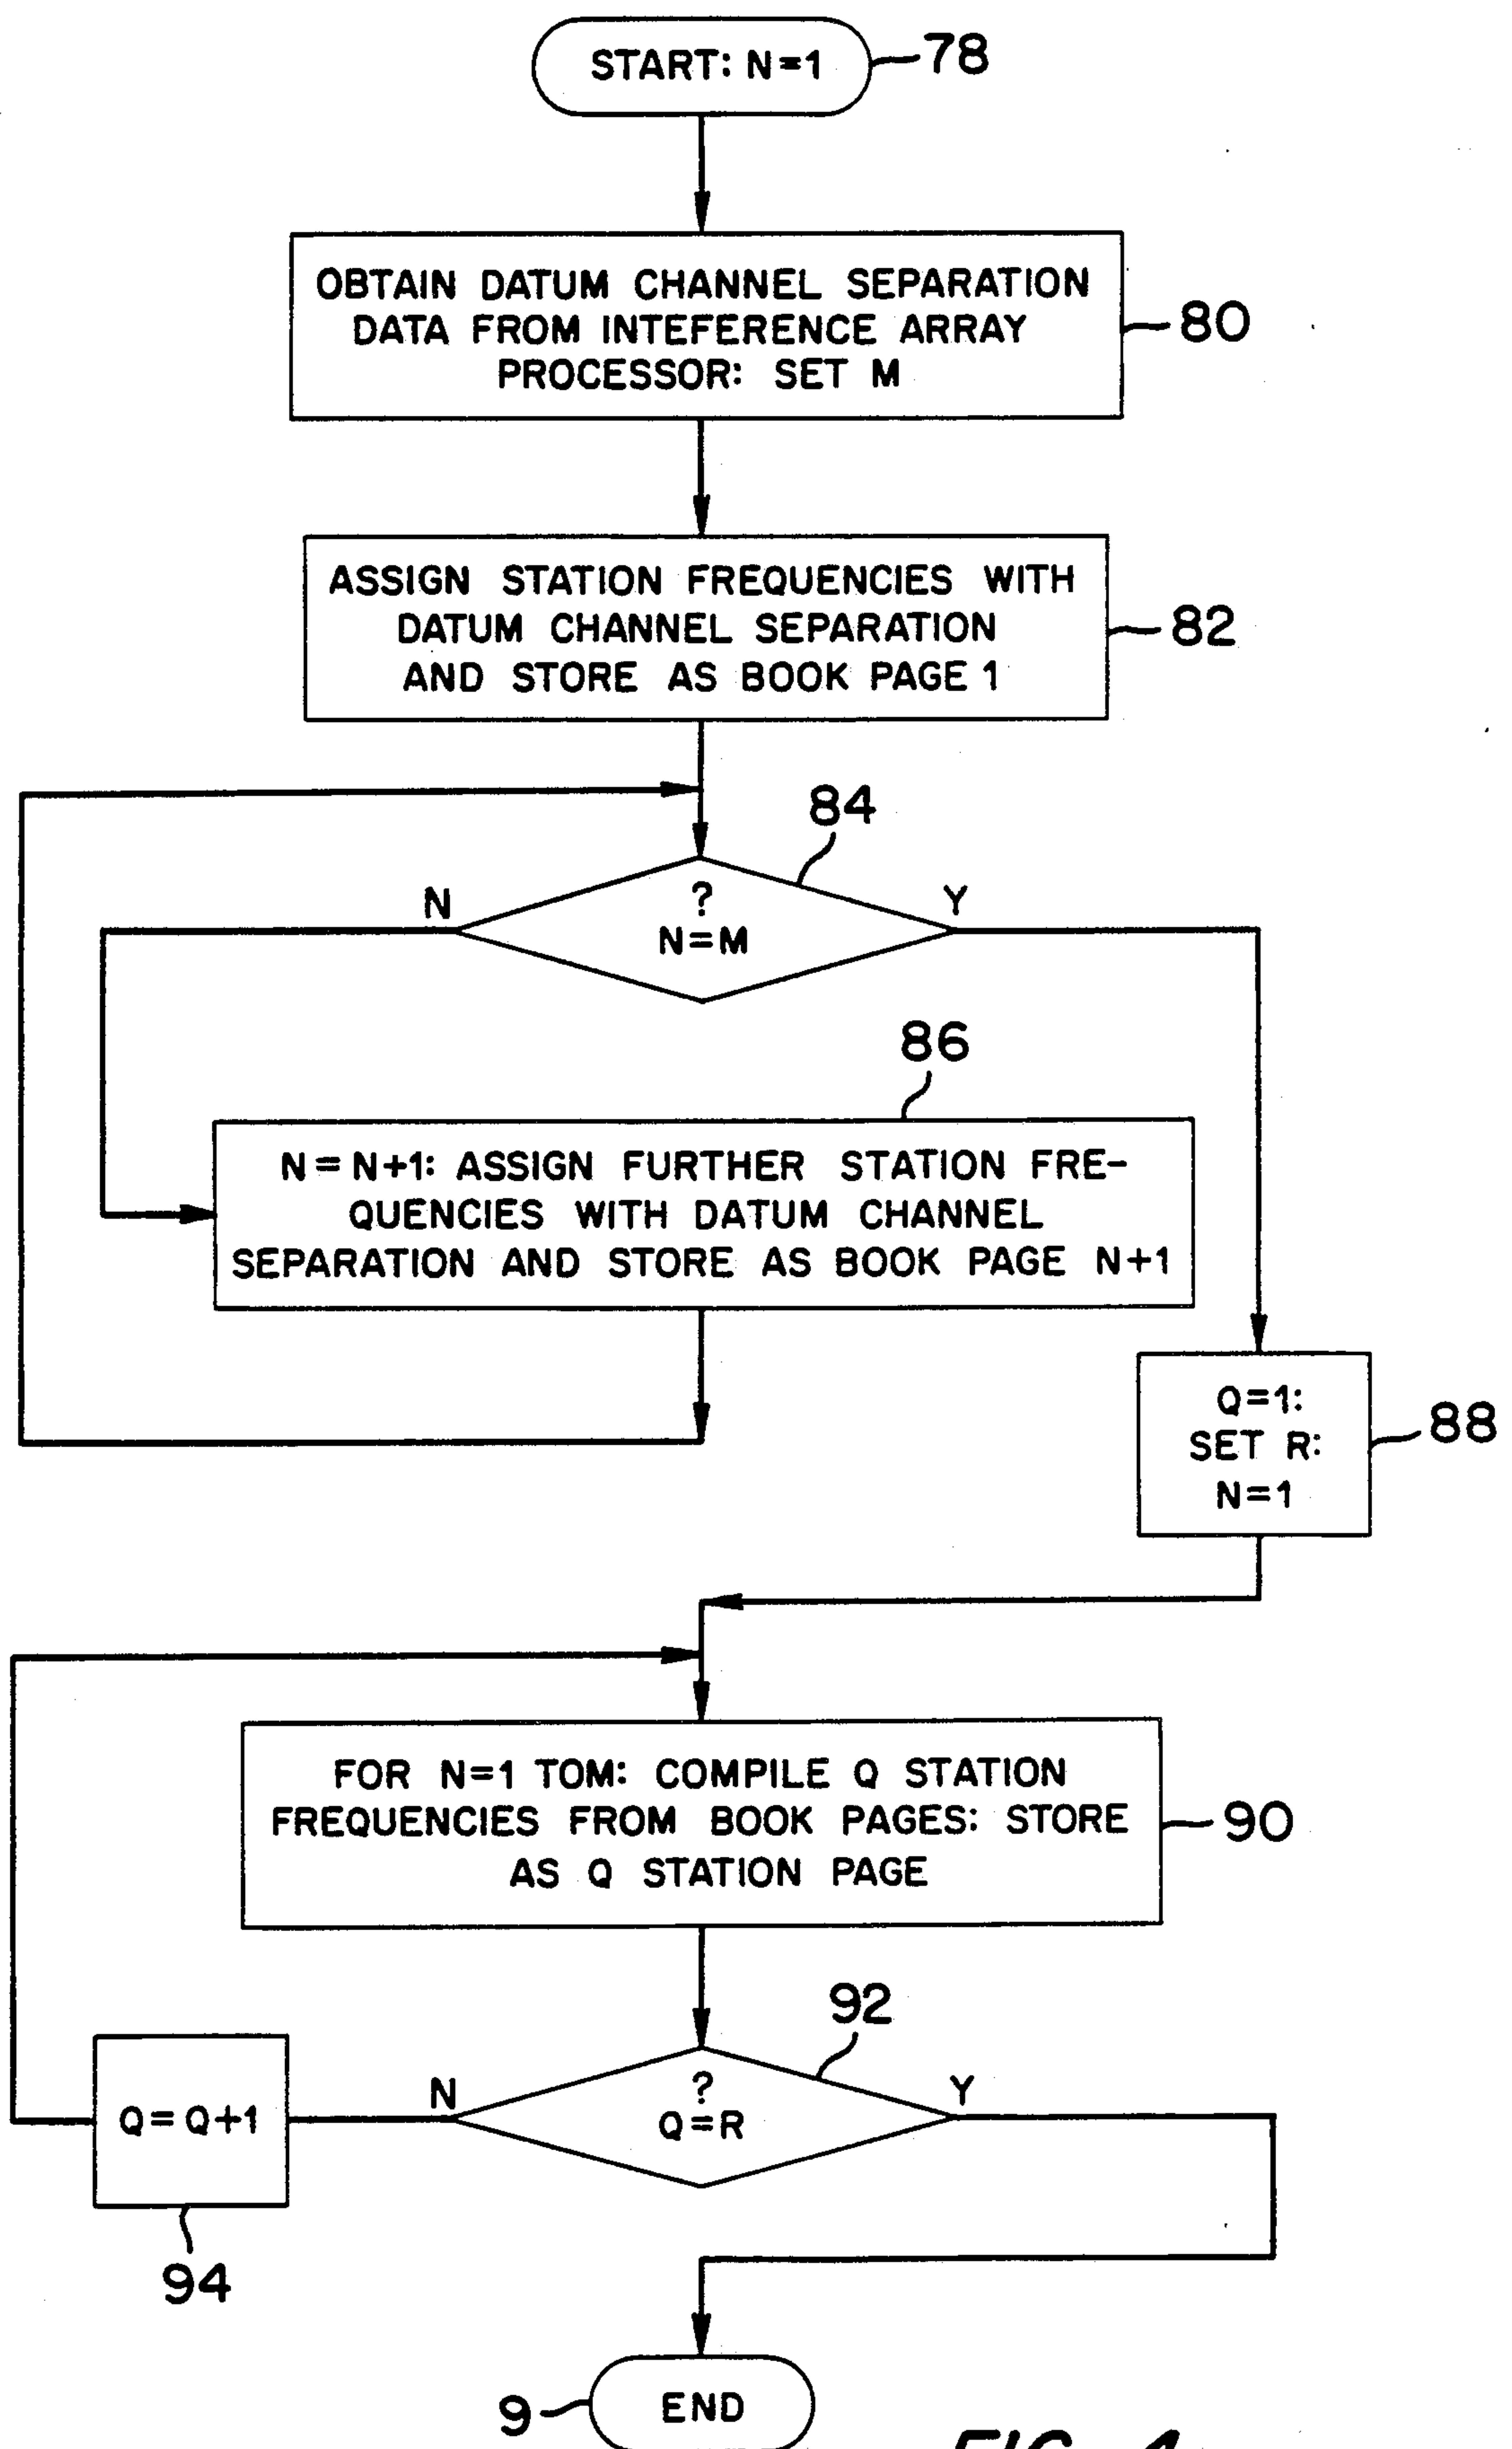 START: N=1
78
OBTAIN DATUM CHANNEL SEPARATION
DATA FROM INTEFERENCE ARRAY
PROCESSOR: SET M
80
ASSIGN STATION FREQUENCIES WITH
DATUM CHANNEL SEPARATION
AND STORE AS BOOK PAGE 1
82
84
N
?
Y
N=M
86
N=N+1: ASSIGN FURTHER STATION FRE-
QUENCIES WITH DATUM CHANNEL
SEPARATION AND STORE AS BOOK PAGE N+1
Q=1:
SET R:
N=1
88
FOR N=1 TOM: COMPILE Q STATION
FREQUENCIES FROM BOOK PAGES: STORE
AS Q STATION PAGE
90
92
N
?
Y
Q=R
Q=Q+1
94
END
9
FIG. 4